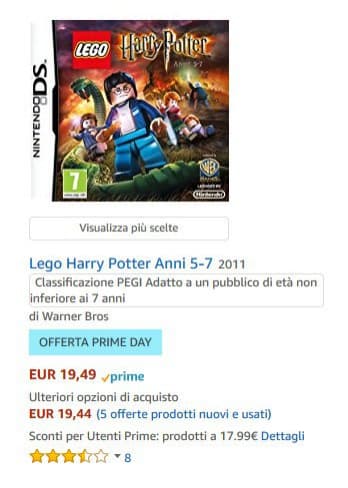 NINTENDO DS
LEGO Harry Potter
Anni 5-7
7
WB
Nintendo
Visualizza più scelte
Lego Harry Potter Anni 5-7 2011
Classificazione PEGI Adatto a un pubblico di età non
inferiore ai 7 anni
di Warner Bros
OFFERTA PRIME DAY
EUR 19,49 prime
Ulteriori opzioni di acquisto
EUR 19,44 (5 offerte prodotti nuovi e usati)
Sconti per Utenti Prime: prodotti a 17.99€ Dettagli
8